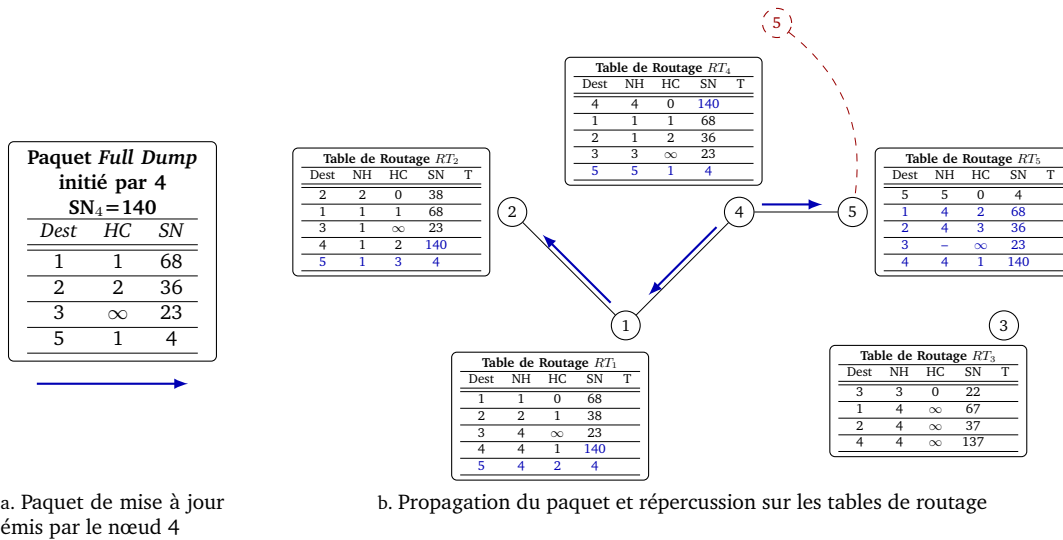 Paquet Full Dump
initié par 4
SN₄=140
Dest HC SN
1 1 68
2 2 36
3 ∞ 23
5 1 4
a. Paquet de mise à jour
émis par le nœud 4
5
Table de Routage RT₄
Dest NH HC SN T
4 4 0 140
1 1 1 68
2 1 2 36
3 3 ∞ 23
5 5 1 4
Table de Routage RT₂
Dest NH HC SN T
2 2 0 38
1 1 1 68
3 1 ∞ 23
4 1 2 140
5 1 3 4
2
4
5
Table de Routage RT₅
Dest NH HC SN T
5 5 0 4
1 4 2 68
2 4 3 36
3 – ∞ 23
4 4 1 140
1
3
Table de Routage RT₁
Dest NH HC SN T
1 1 0 68
2 2 1 38
3 4 ∞ 23
4 4 1 140
5 4 2 4
Table de Routage RT₃
Dest NH HC SN T
3 3 0 22
1 4 ∞ 67
2 4 ∞ 37
4 4 ∞ 137
b. Propagation du paquet et répercussion sur les tables de routage